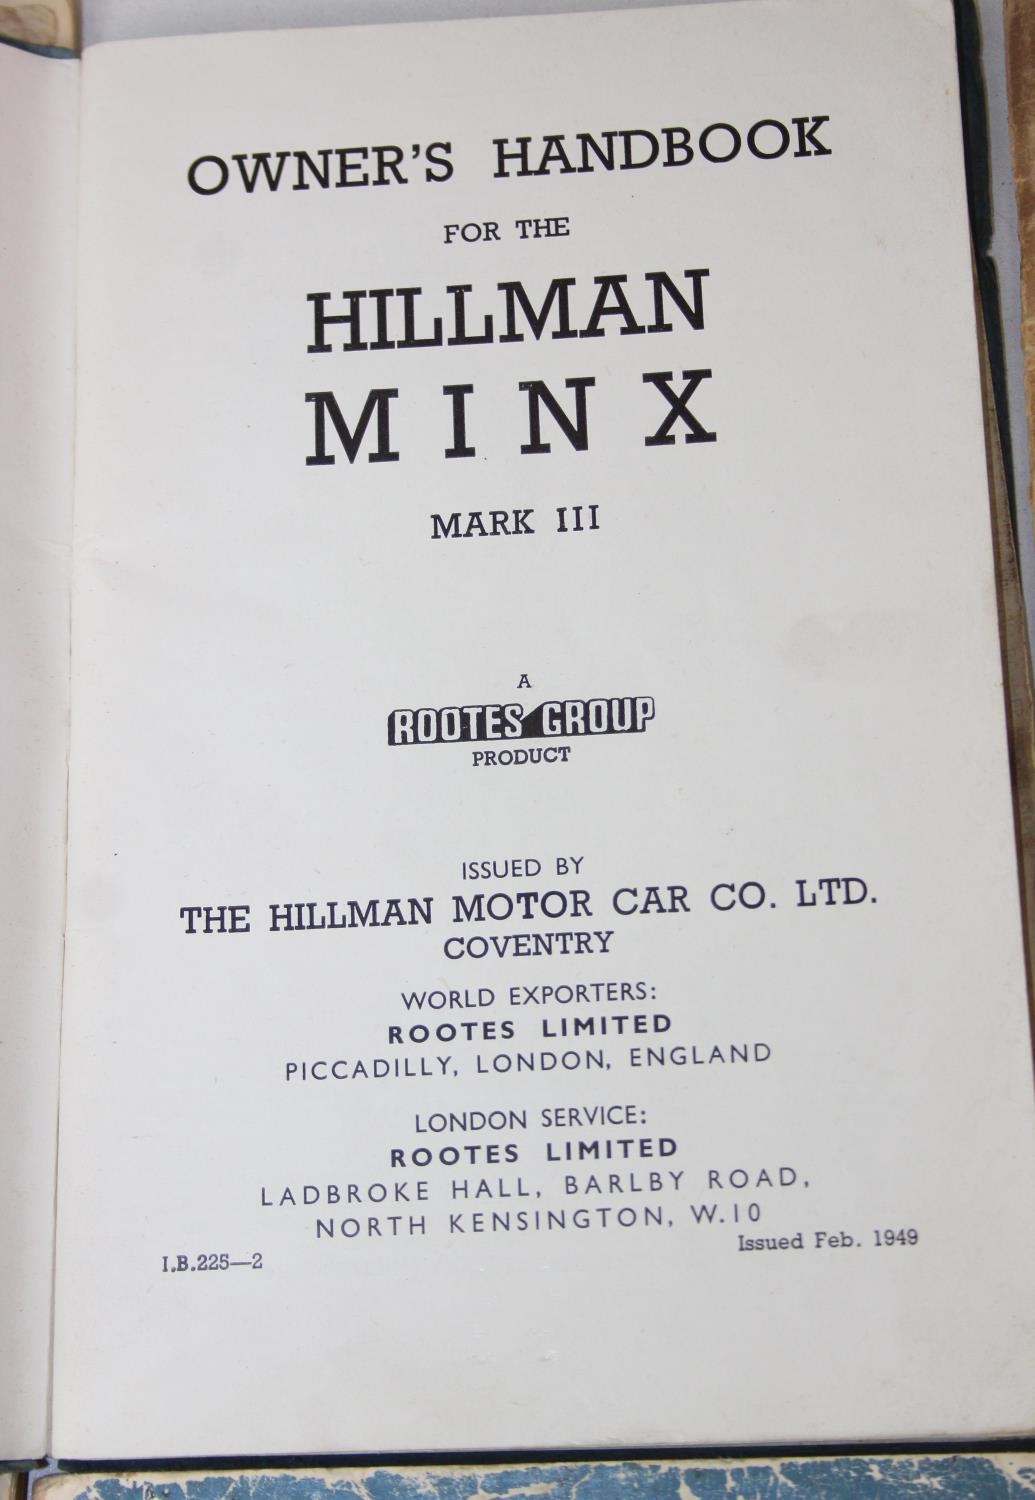 OWNER'S HANDBOOK
FOR THE
HILLMAN
MINX
MARK III
A
ROOTES GROUP
PRODUCT
ISSUED BY
THE HILLMAN MOTOR CAR CO. LTD.
COVENTRY
WORLD EXPORTERS:
ROOTES LIMITED
PICCADILLY, LONDON, ENGLAND
LONDON SERVICE:
ROOTES LIMITED
LADBROKE HALL, BARLBY ROAD,
NORTH KENSINGTON, W.10
I.B.225—2
Issued Feb. 1949